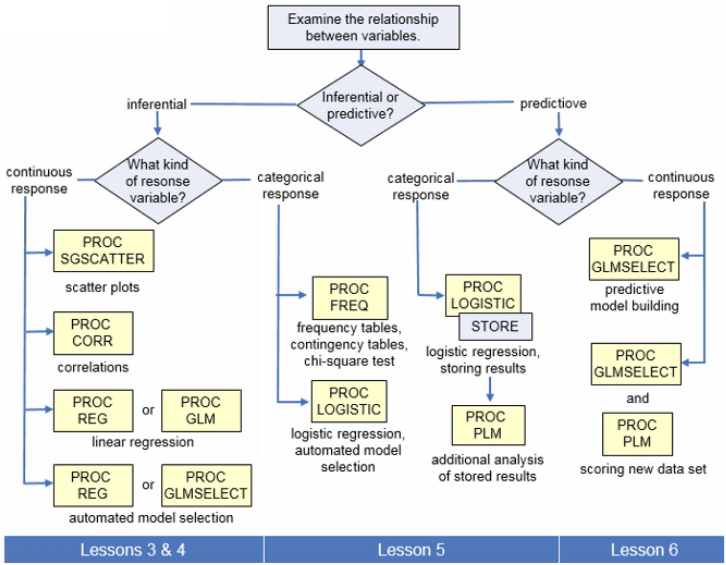 Examine the relationship
between variables.
Inferential or
predictive?
inferential
predictiove
What kind
of resonse
variable?
continuous
response
categorical
response
What kind
of resonse
variable?
categorical
response
continuous
response
PROC
SGSCATTER
scatter plots
PROC
CORR
correlations
PROC
REG
or
PROC
GLM
linear regression
PROC
REG
or
PROC
GLMSELECT
automated model selection
PROC
FREQ
frequency tables,
contingency tables,
chi-square test
PROC
LOGISTIC
logistic regression,
automated model
selection
PROC
LOGISTIC
STORE
logistic regression,
storing results
PROC
PLM
additional analysis
of stored results
PROC
GLMSELECT
predictive
model building
PROC
GLMSELECT
and
PROC
PLM
scoring new data set
Lessons 3 & 4
Lesson 5
Lesson 6